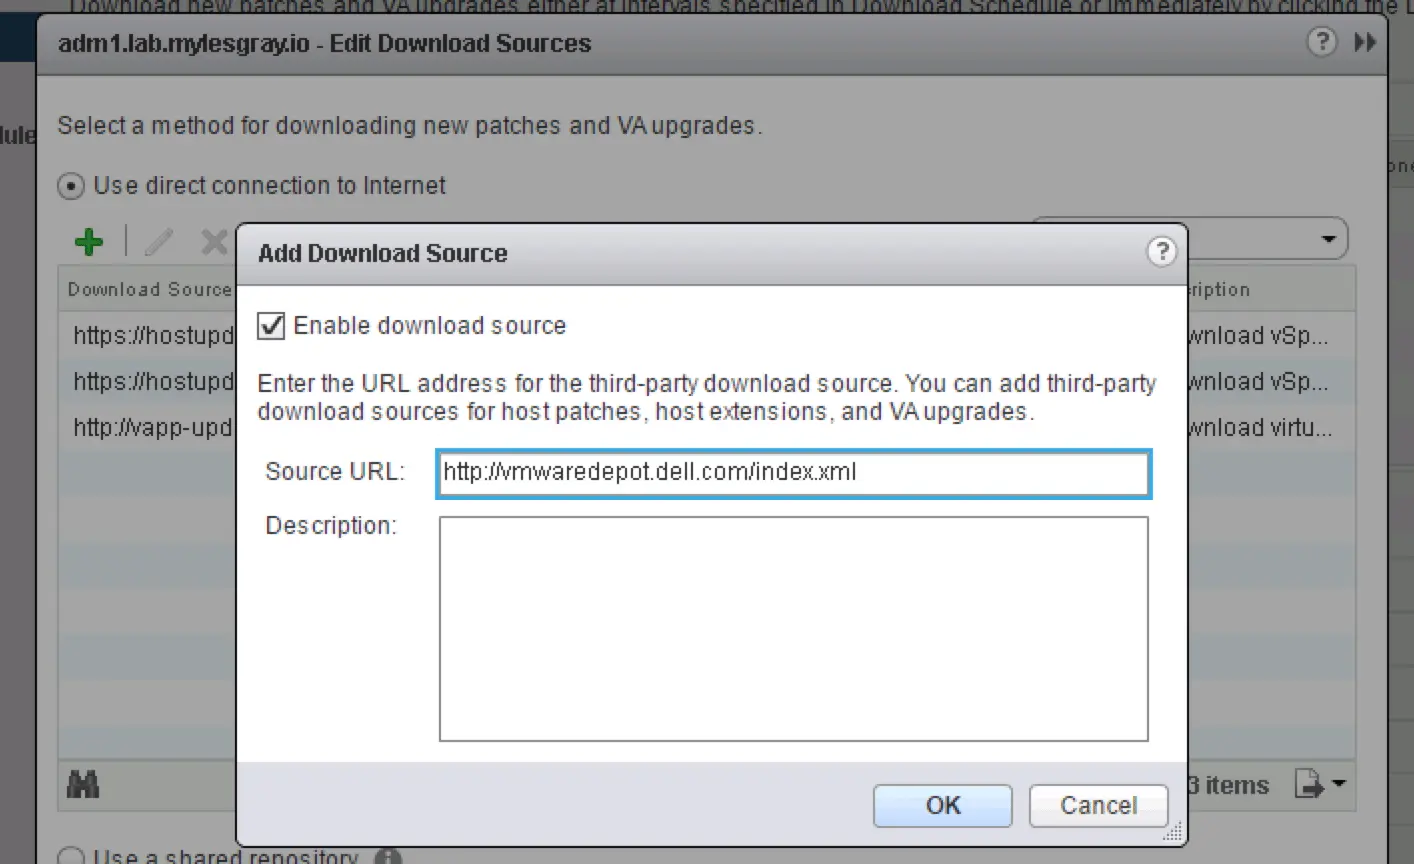 Download new patches and VA upgrades either at intervals specified in Download Schedule or immediately by clicking the
adm1.lab.mylesgray.io - Edit Download Sources
Select a method for downloading new patches and VA upgrades.
Use direct connection to Internet
Add Download Source
Download Source
ription
Enable download source
https://hostupd
wnload vSp...
https://hostupd
wnload vSp...
Enter the URL address for the third-party download source. You can add third-party
download sources for host patches, host extensions, and VA upgrades.
http://vapp-upd
wnload virtu...
Source URL: http://vmwaredepot.dell.com/index.xml
Description:
3 items
OK Cancel
Use a shared repository